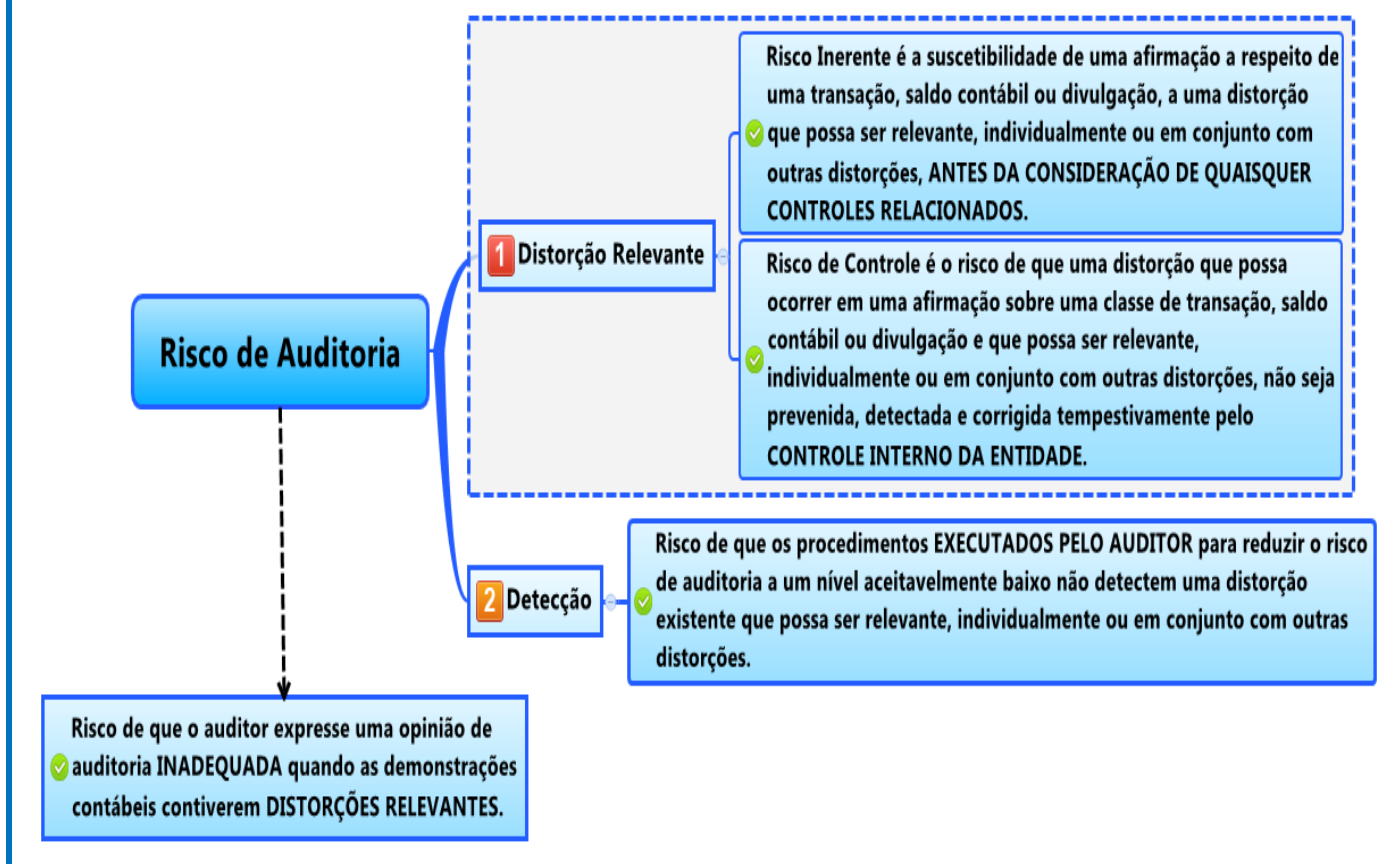 Risco de Auditoria
1 Distorção Relevante
Risco Inerente é a suscetibilidade de uma afirmação a respeito de
uma transação, saldo contábil ou divulgação, a uma distorção
que possa ser relevante, individualmente ou em conjunto com
outras distorções, ANTES DA CONSIDERAÇÃO DE QUAISQUER
CONTROLES RELACIONADOS.
Risco de Controle é o risco de que uma distorção que possa
ocorrer em uma afirmação sobre uma classe de transação, saldo
contábil ou divulgação e que possa ser relevante,
individualmente ou em conjunto com outras distorções, não seja
prevenida, detectada e corrigida tempestivamente pelo
CONTROLE INTERNO DA ENTIDADE.
2 Detecção
Risco de que os procedimentos EXECUTADOS PELO AUDITOR para reduzir o risco
de auditoria a um nível aceitavelmente baixo não detectem uma distorção
existente que possa ser relevante, individualmente ou em conjunto com outras
distorções.
Risco de que o auditor expresse uma opinião de
auditoria INADEQUADA quando as demonstrações
contábeis contiverem DISTORÇÕES RELEVANTES.